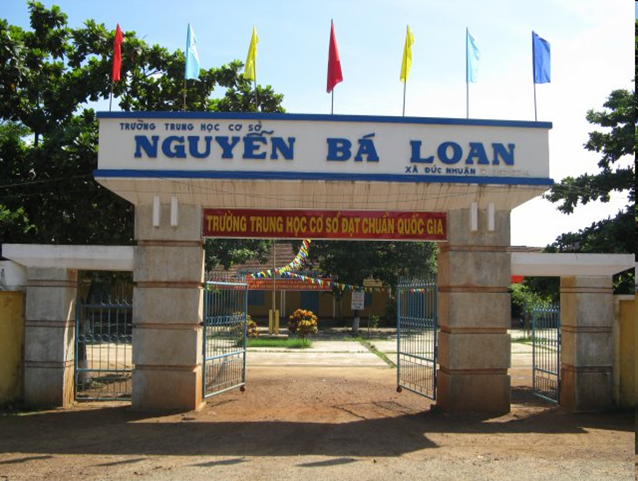 TRƯỜNG TRUNG HỌC CƠ SỞ
NGUYỄN BÁ LOAN
XÃ ĐỨC NHUẬN
TRƯỜNG TRUNG HỌC CƠ SỞ ĐẠT CHUẨN QUỐC GIA